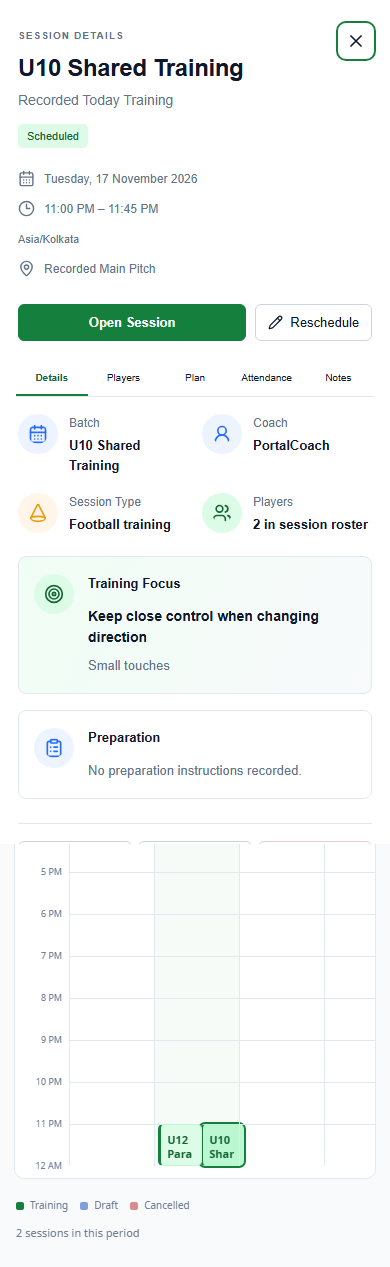 SESSION DETAILS
U10 Shared Training
Recorded Today Training
Scheduled
Tuesday, 17 November 2026
11:00 PM – 11:45 PM
Asia/Kolkata
Recorded Main Pitch
Open Session
Reschedule
Details Players Plan Attendance Notes
Batch
U10 Shared
Training
Coach
PortalCoach
Session Type
Football training
Players
2 in session roster
Training Focus
Keep close control when changing
direction
Small touches
Preparation
No preparation instructions recorded.
5 PM
6 PM
7 PM
8 PM
9 PM
10 PM
11 PM
U12
Para
U10
Shar
12 AM
Training Draft Cancelled
2 sessions in this period